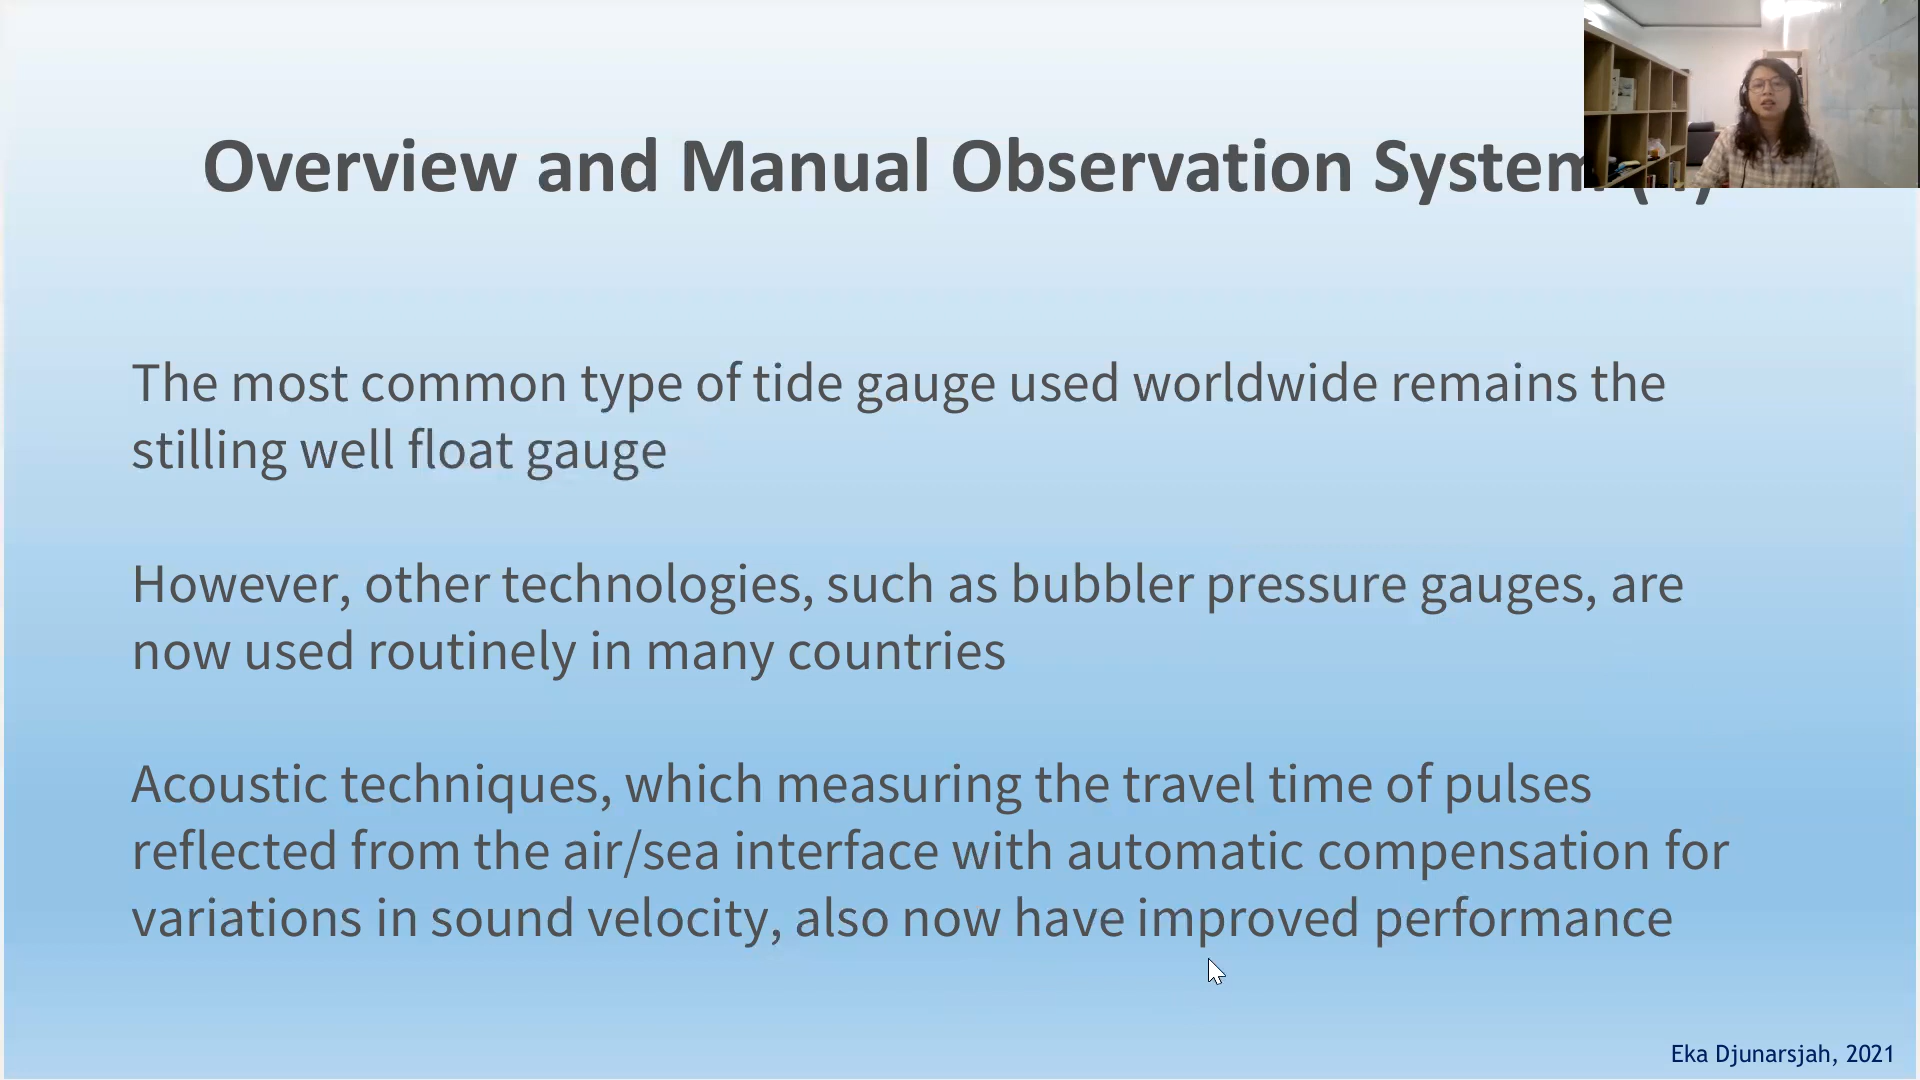 Overview and Manual Observation System
The most common type of tide gauge used worldwide remains the
stilling well float gauge
However, other technologies, such as bubbler pressure gauges, are
now used routinely in many countries
Acoustic techniques, which measuring the travel time of pulses
reflected from the air/sea interface with automatic compensation for
variations in sound velocity, also now have improved performance
Eka Djunarsjah, 2021